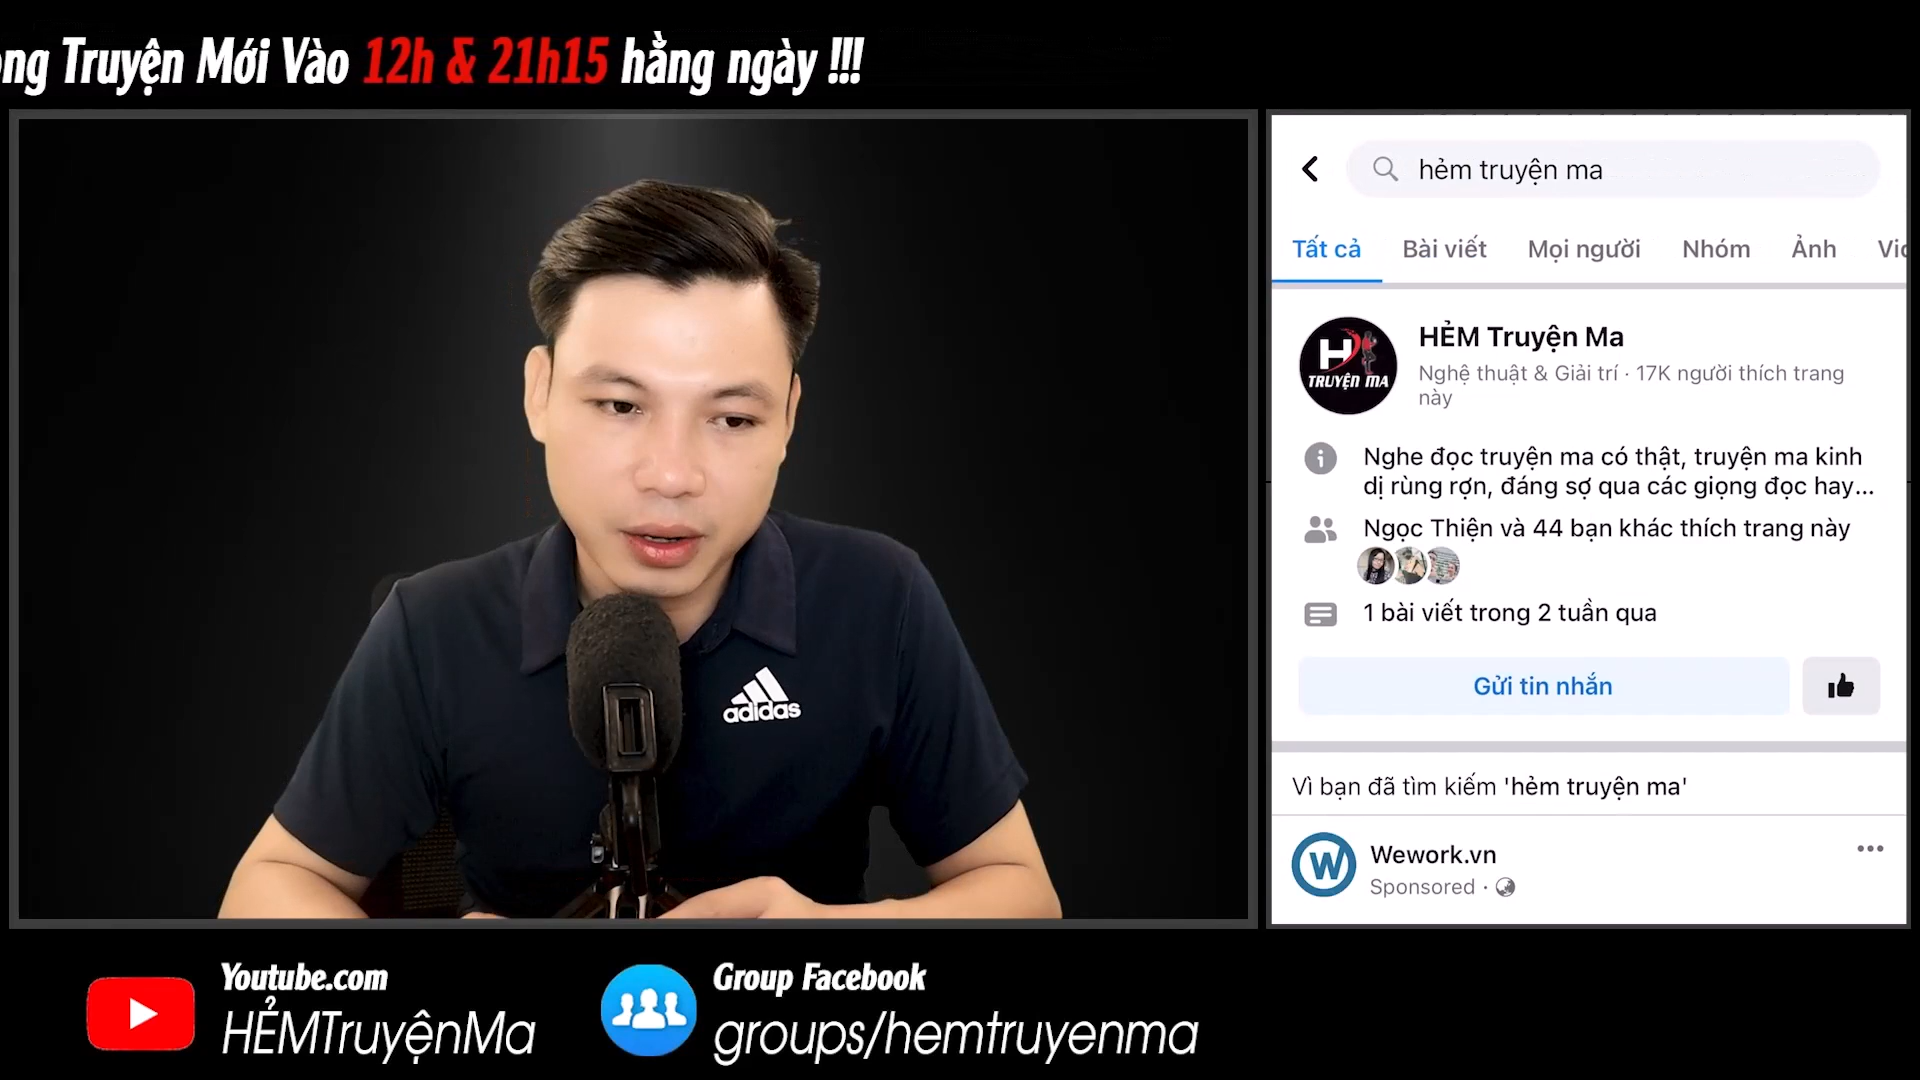 ong Truyện Mới Vào 12h & 21h15 hằng ngày !!!
adidas
hẻm truyện ma
Tất cả Bài viết Mọi người Nhóm Ảnh Vid
H
TRUYỆN MA
HẺM Truyện Ma
Nghệ thuật & Giải trí · 17K người thích trang
này
Nghe đọc truyện ma có thật, truyện ma kinh
dị rùng rợn, đáng sợ qua các giọng đọc hay...
Ngọc Thiện và 44 bạn khác thích trang này
1 bài viết trong 2 tuần qua
Gửi tin nhắn
Vì bạn đã tìm kiếm 'hẻm truyện ma'
W
Wework.vn
Sponsored ·
Youtube.com
HẺMTruyệnMa
Group Facebook
groups/hemtruyenma